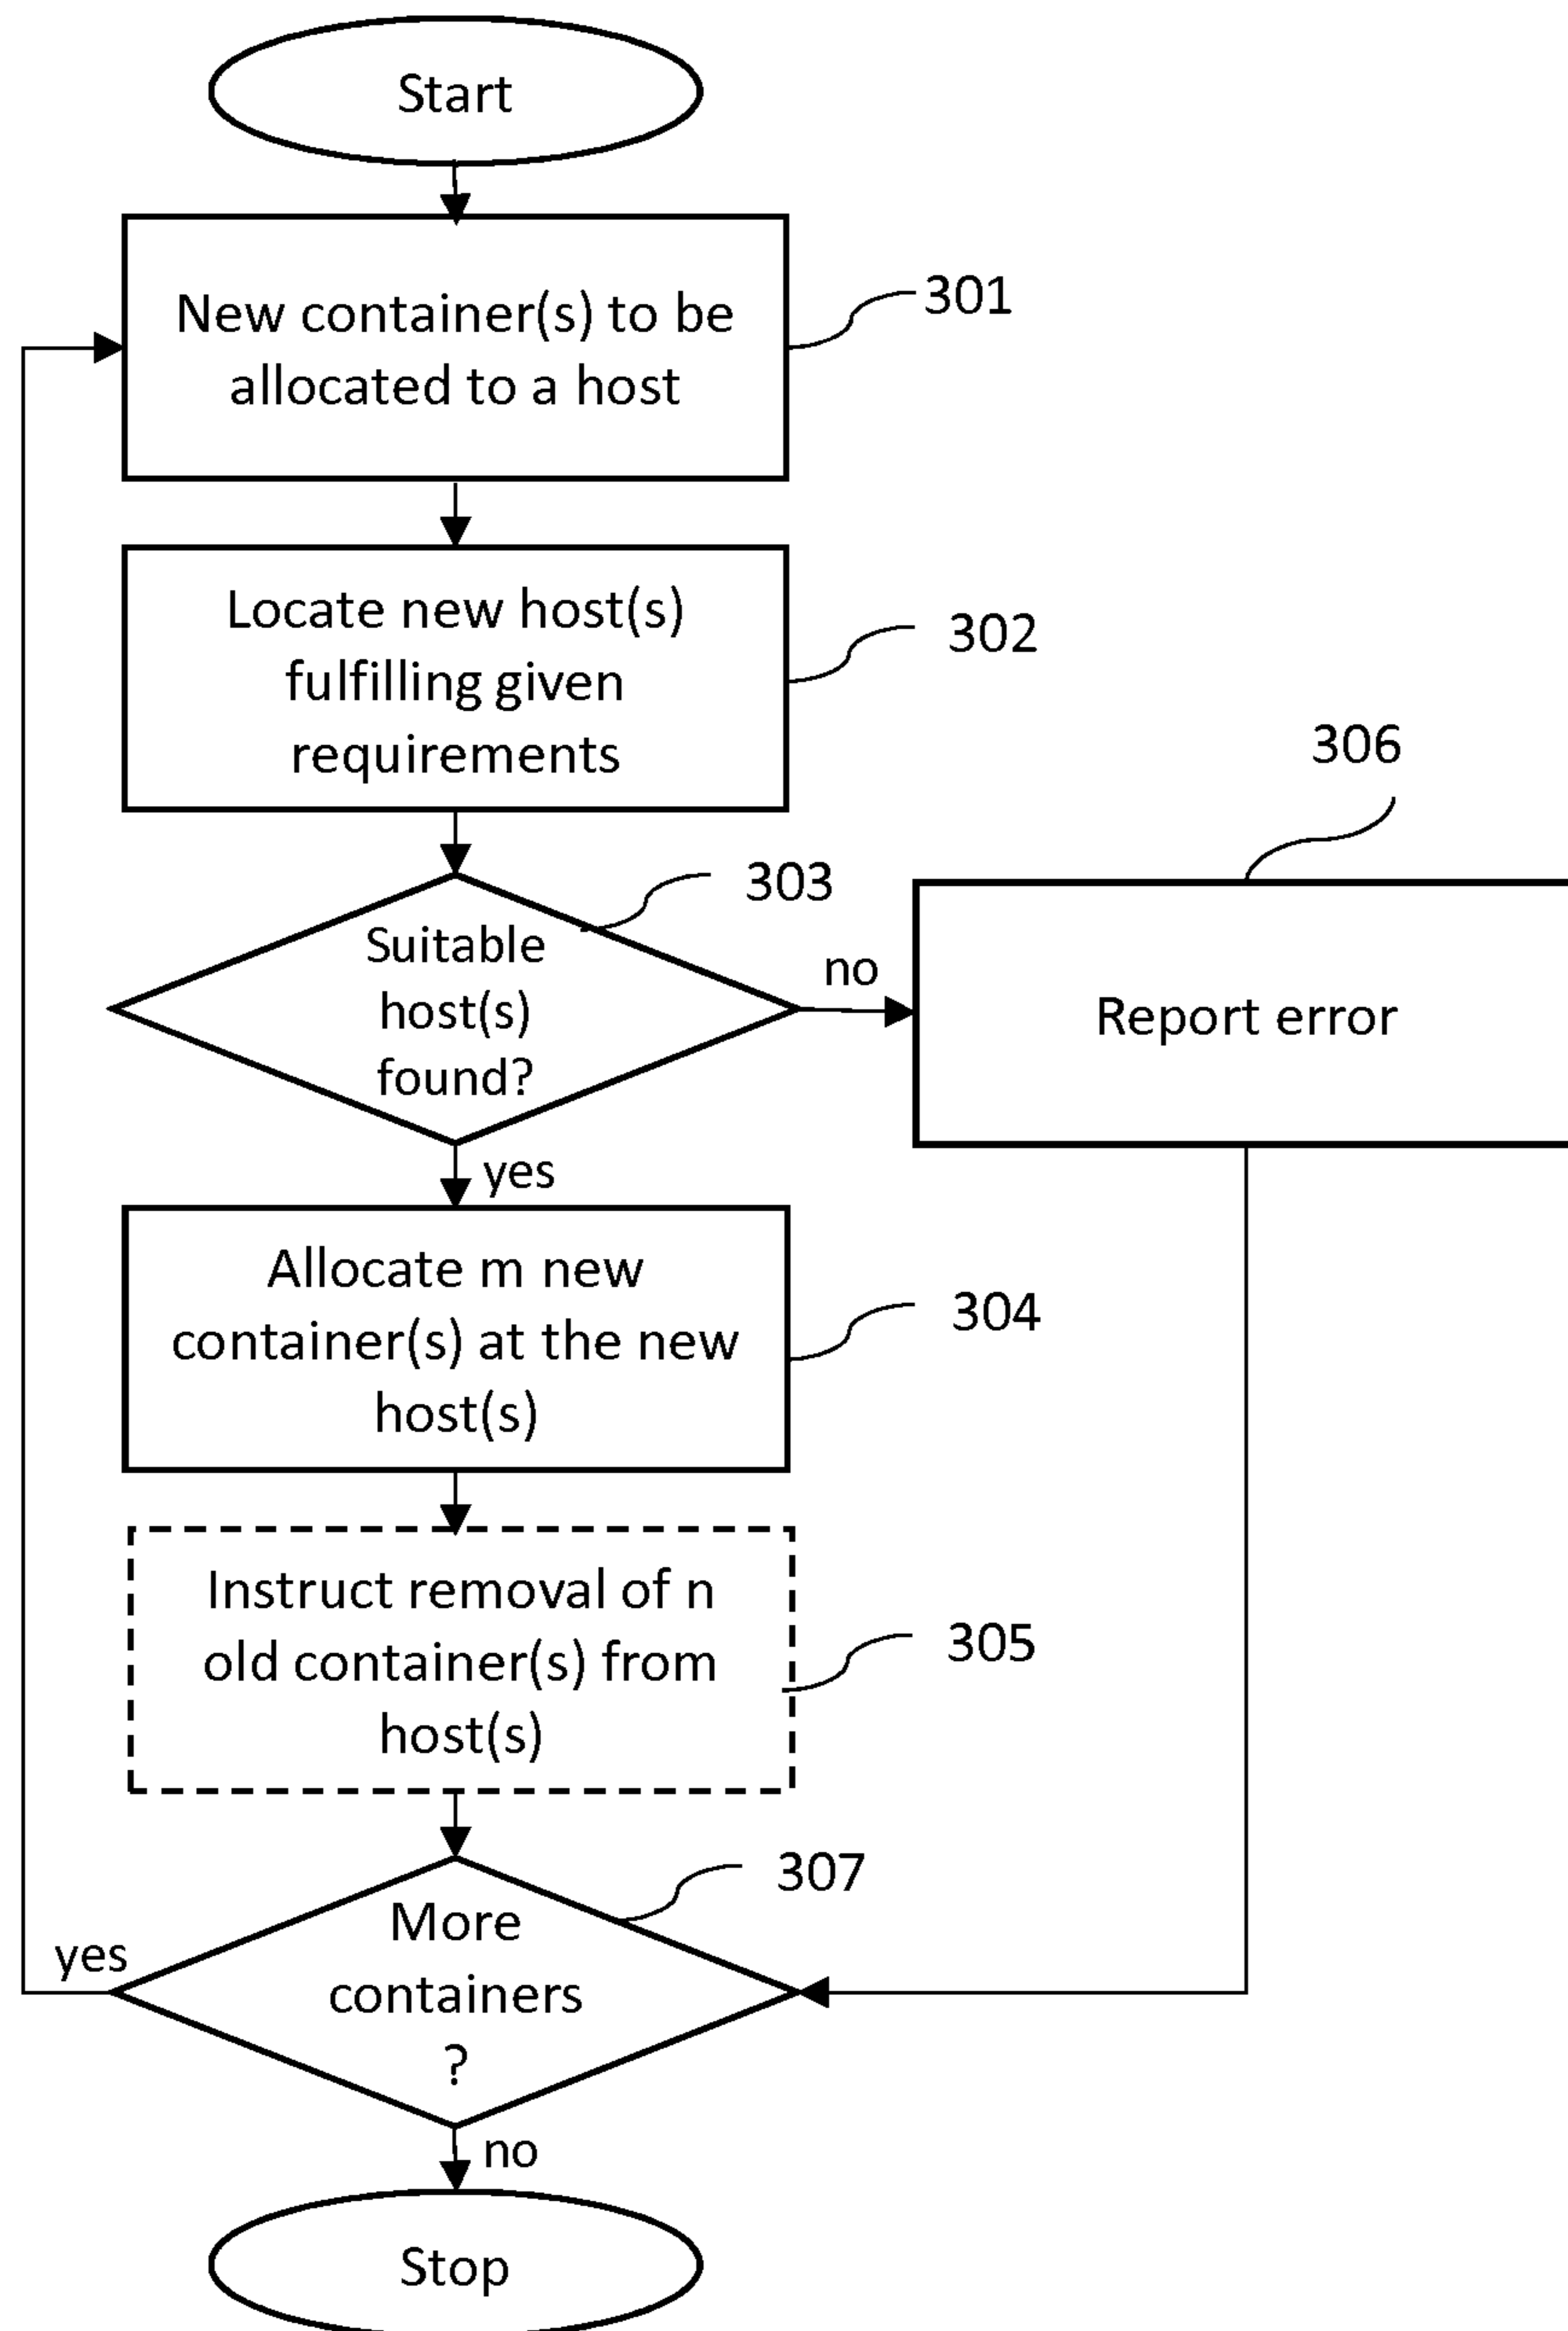 Start
New container(s) to be
allocated to a host
301
Locate new host(s)
fulfilling given
requirements
302
306
303
Suitable
host(s)
found?
no
Report error
yes
Allocate m new
container(s) at the new
host(s)
304
Instruct removal of n
old container(s) from
host(s)
305
307
More
containers
?
yes
no
Stop